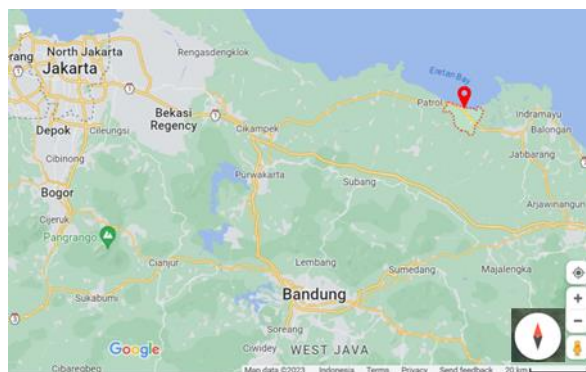 North Jakarta
Rengasdengklok
erang
Jakarta
Eretan Bay
Patrol
Indramayu
Bekasi
Regency
Balongan
Depok
Cileungsi
Cikampek
Cibinong
Jatibarang
Purwakarta
Subang
Bogor
Arjawinangun
Cijeruk
Pangrango
Cianjur
Lembang
Sumedang
Majalengka
Sukabumi
Bandung
Soreang
Google
Ciwidey
WEST JAVA
Cibareobeg
Map data ©2023
Indonesia
Terms
Privacy
Send feedback
20 km